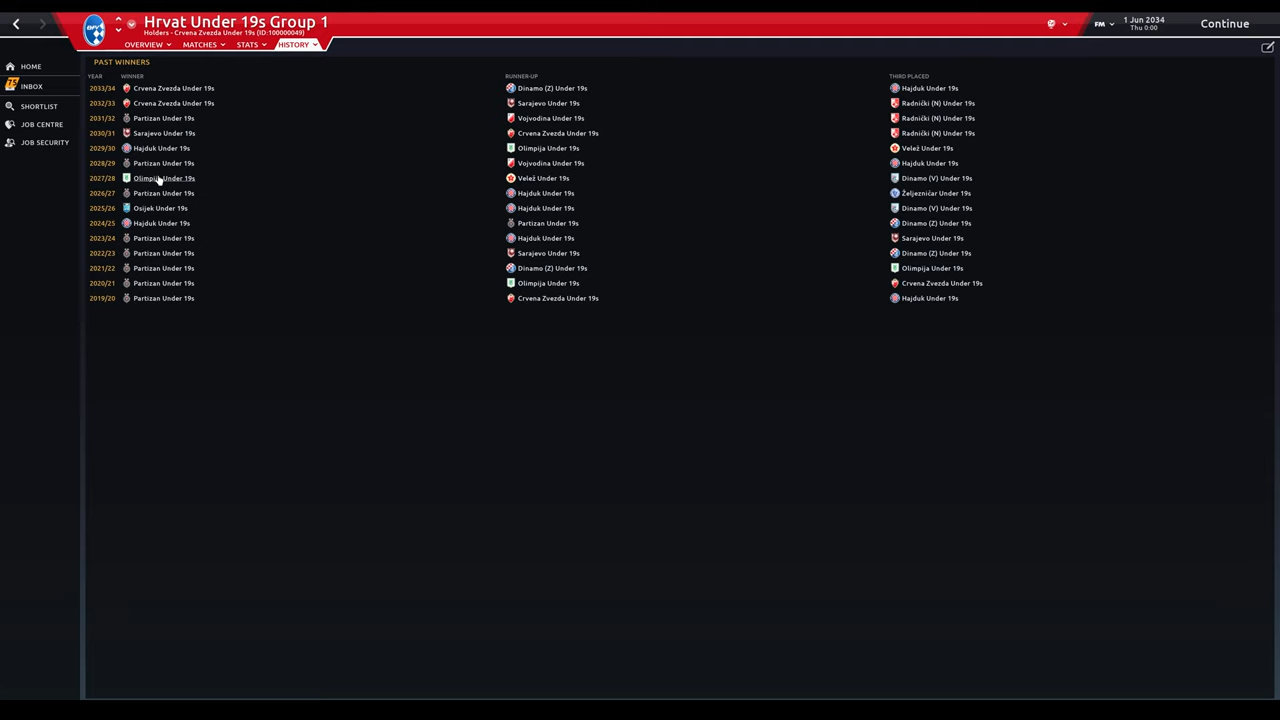 Hrvat Under 19s Group 1
Holders - Crvena Zvezda Under 19s (ID:100000049)
FM
1 Jun 2034
Thu 0:00
Continue
OVERVIEW MATCHES STATS HISTORY
HOME
75 INBOX
SHORTLIST
JOB CENTRE
JOB SECURITY
PAST WINNERS
YEAR WINNER RUNNER-UP THIRD PLACED
2033/34 Crvena Zvezda Under 19s Dinamo (Z) Under 19s Hajduk Under 19s
2032/33 Crvena Zvezda Under 19s Sarajevo Under 19s Radnički (N) Under 19s
2031/32 Partizan Under 19s Vojvodina Under 19s Radnički (N) Under 19s
2030/31 Sarajevo Under 19s Crvena Zvezda Under 19s Radnički (N) Under 19s
2029/30 Hajduk Under 19s Olimpija Under 19s Velež Under 19s
2028/29 Partizan Under 19s Vojvodina Under 19s Hajduk Under 19s
2027/28 Olimpija Under 19s Velež Under 19s Dinamo (V) Under 19s
2026/27 Partizan Under 19s Hajduk Under 19s Željezničar Under 19s
2025/26 Osijek Under 19s Hajduk Under 19s Dinamo (V) Under 19s
2024/25 Hajduk Under 19s Partizan Under 19s Dinamo (Z) Under 19s
2023/24 Partizan Under 19s Hajduk Under 19s Sarajevo Under 19s
2022/23 Partizan Under 19s Sarajevo Under 19s Dinamo (Z) Under 19s
2021/22 Partizan Under 19s Dinamo (Z) Under 19s Olimpija Under 19s
2020/21 Partizan Under 19s Olimpija Under 19s Crvena Zvezda Under 19s
2019/20 Partizan Under 19s Crvena Zvezda Under 19s Hajduk Under 19s